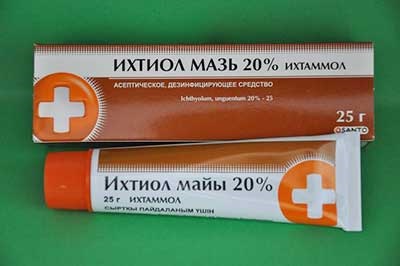 ИХТИОЛ МАЗЬ 20% ИХТАММОЛ
АСЕПТИЧЕСКОЕ, ДЕЗИНФИЦИРУЮЩЕЕ СРЕДСТВО
Ichthyolum, unguentum 20% - 25
25 г
OSANTO
Ихтиол майы 20%
25 г ИХТАММОЛ
СЫРТҚЫ ПАЙДАЛАНЫМ ҮШІН